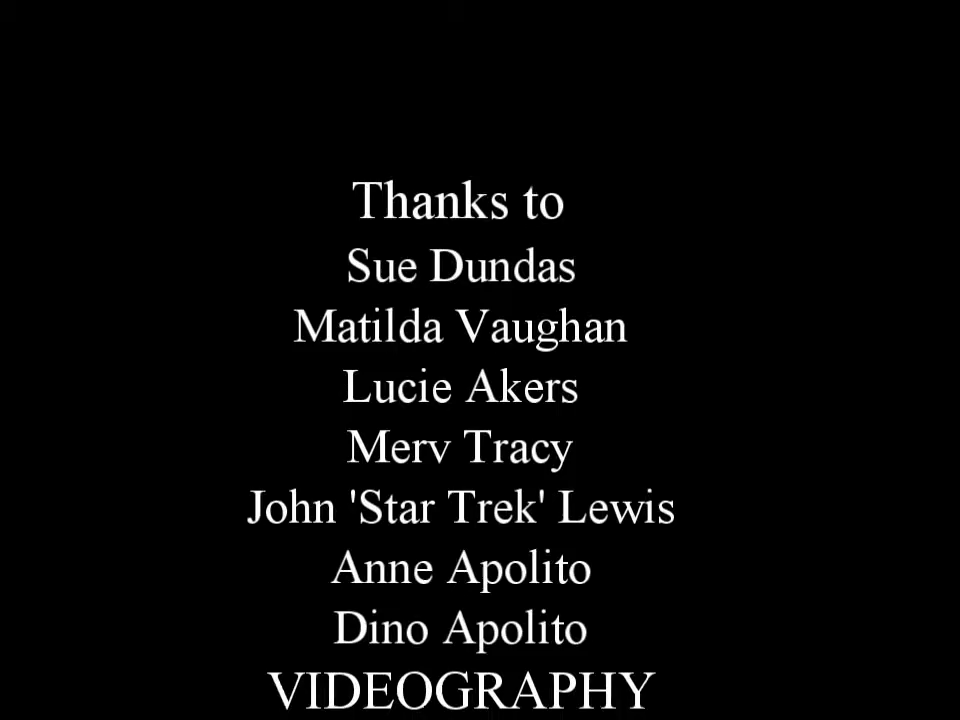 Thanks to
Sue Dundas
Matilda Vaughan
Lucie Akers
Merv Tracy
John 'Star Trek' Lewis
Anne Apolito
Dino Apolito
VIDEOGRAPHY